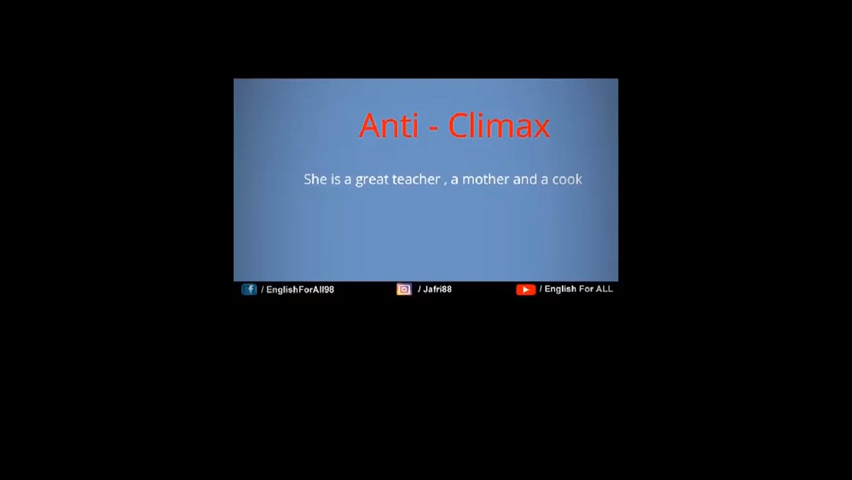 Anti - Climax
She is a great teacher , a mother and a cook
/ EnglishForAll98 / Jafri88 / English For ALL